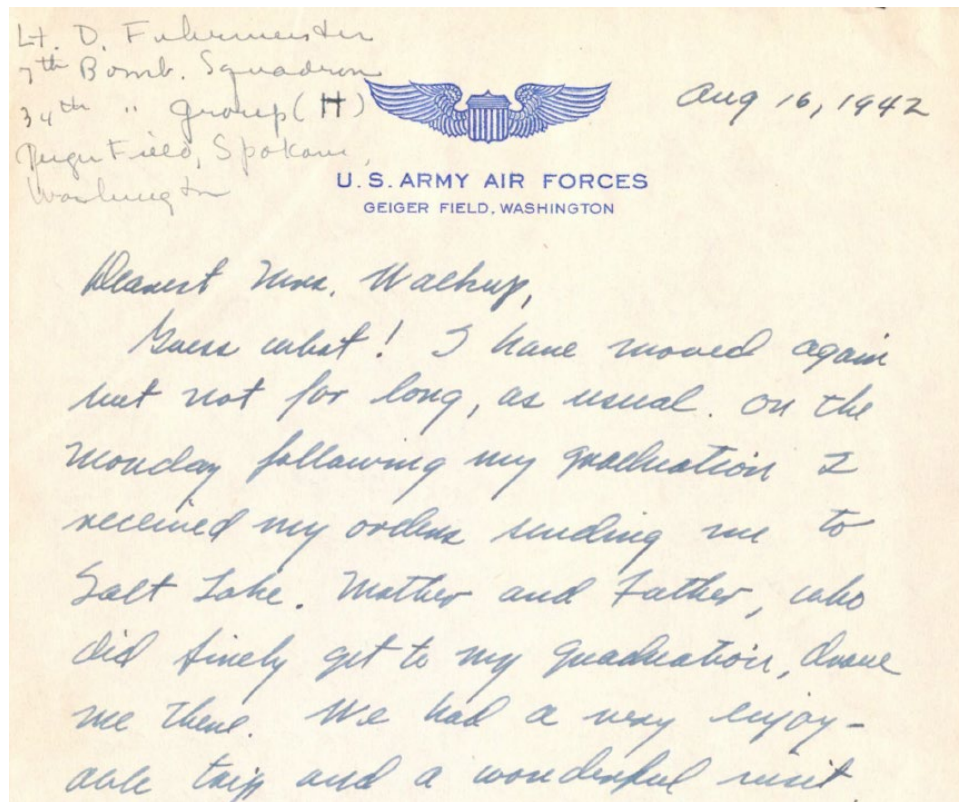 Lt. D. Fuhrmeister
7th Bomb. Squadron
34th " Group (H)
Geiger Field, Spokane,
Washington
Aug 16, 1942
U. S. ARMY AIR FORCES
GEIGER FIELD, WASHINGTON
Dearest Mrs. Walkup,
Guess what! I have moved again
but not for long, as usual. On the
Monday following my graduation I
received my orders sending me to
Salt Lake. Mother and Father, who
did finely get to my graduation, drove
me there. We had a very enjoy-
able trip and a wonderful visit.